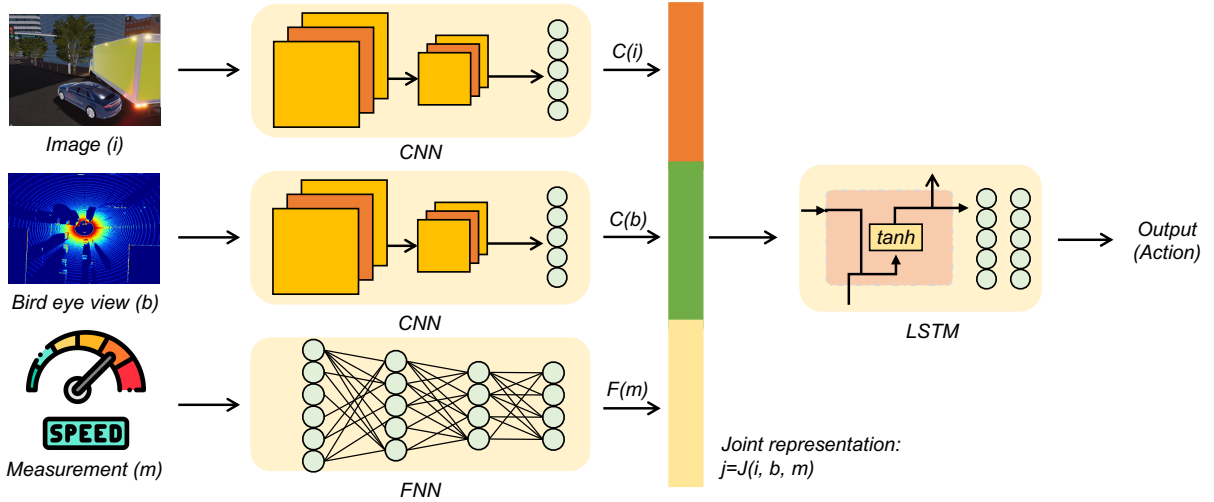 Image (i)
CNN
C(i)
Bird eye view (b)
CNN
C(b)
tanh
LSTM
Output
(Action)
SPEED
Measurement (m)
FNN
F(m)
Joint representation:
j=J(i, b, m)